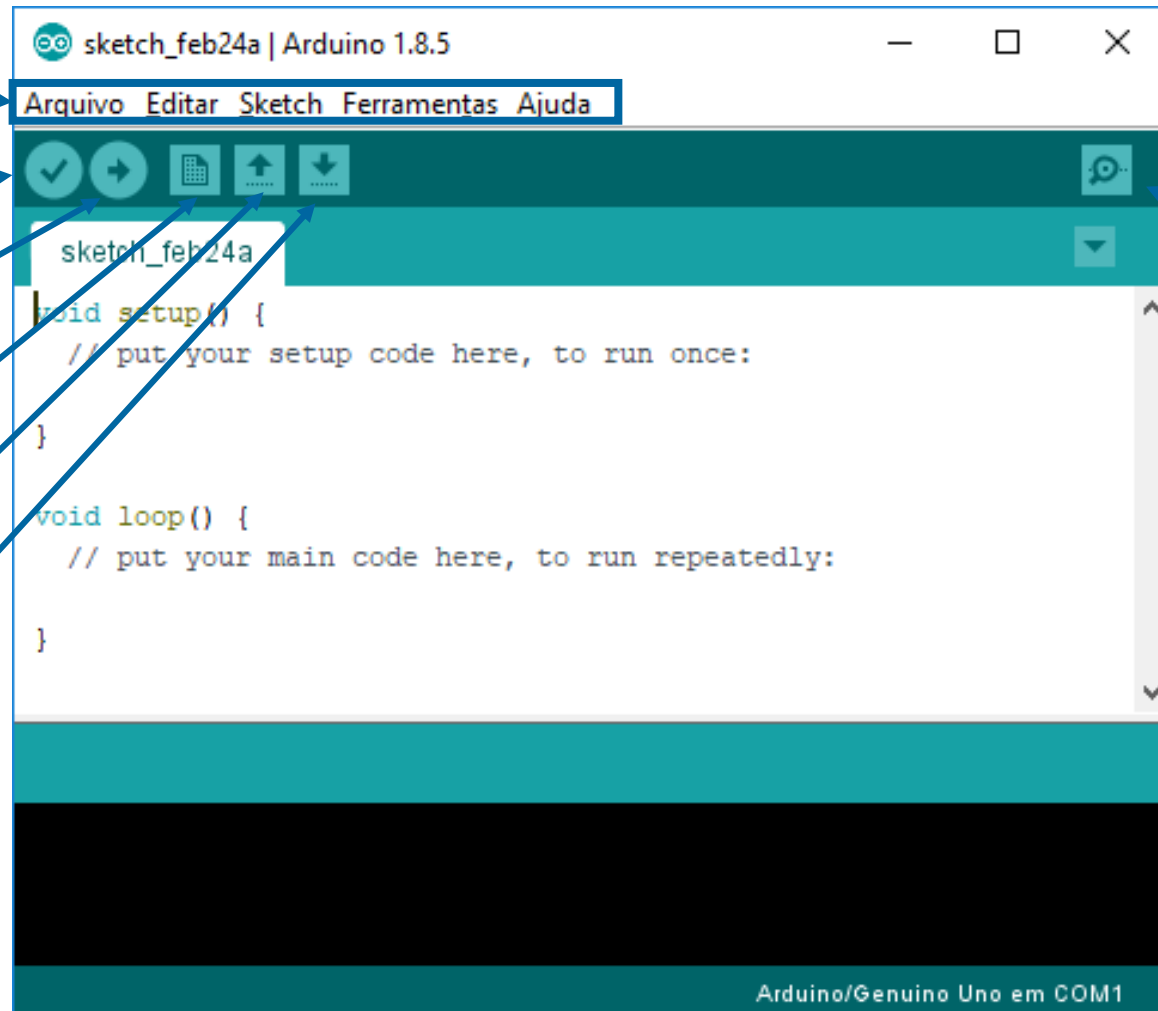 sketch_feb24a | Arduino 1.8.5
Arquivo Editar Sketch Ferramentas Ajuda
sketch_feb24a
void setup() {
// put your setup code here, to run once:
}
void loop() {
// put your main code here, to run repeatedly:
}
Arduino/Genuino Uno em COM1